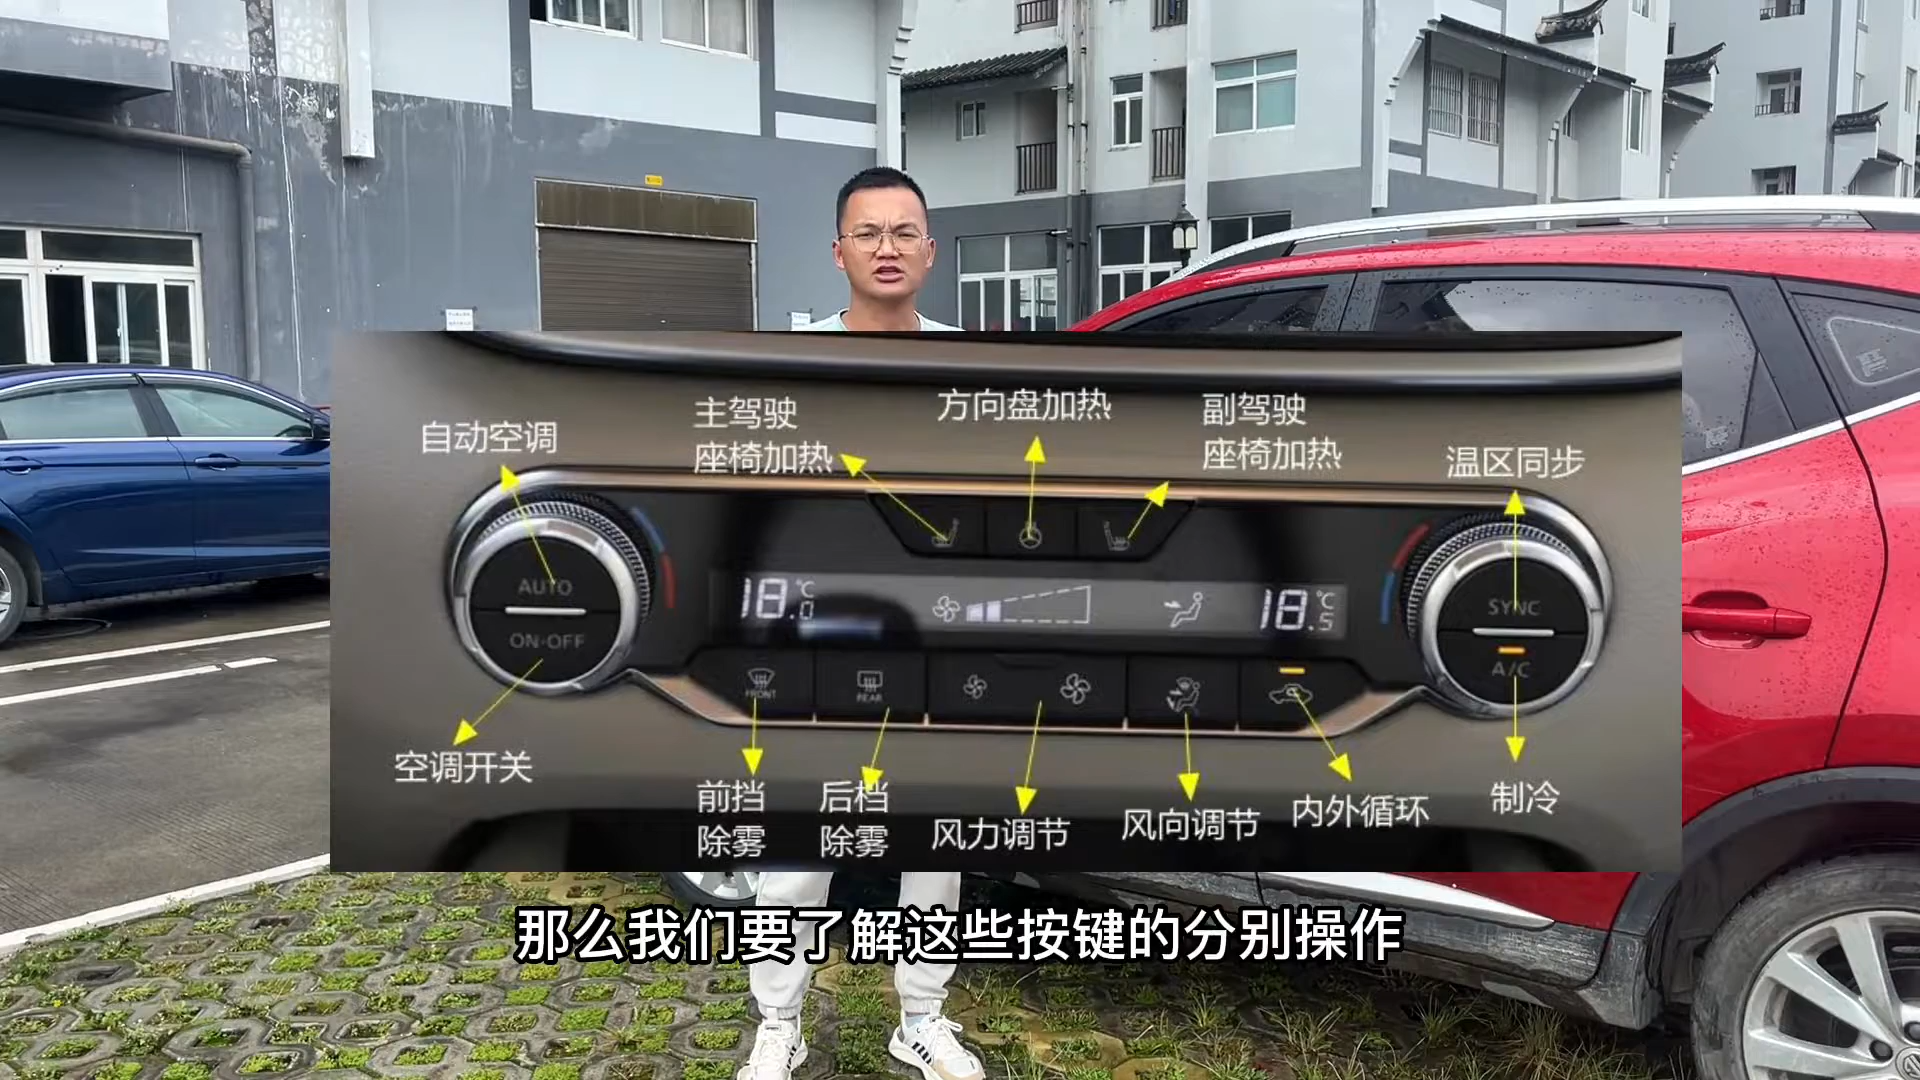 方向盘加热
主驾驶
座椅加热
副驾驶
座椅加热
自动空调
温区同步
AUTO
ON·OFF
18.0℃
18.5℃
SYNC
A/C
FRONT
REAR
空调开关
前挡
除雾
后档
除雾
风力调节
风向调节
内外循环
制冷
那么我们要了解这些按键的分别操作